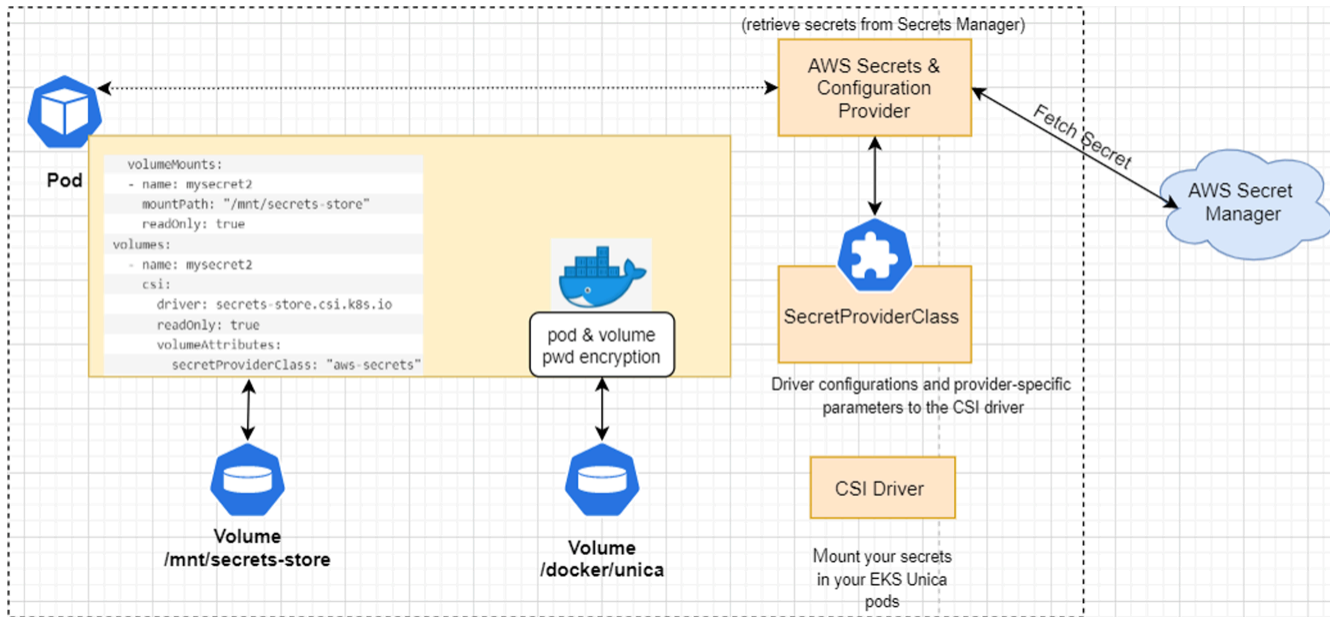 (retrieve secrets from Secrets Manager)
AWS Secrets &
Configuration
Provider
Fetch Secret
AWS Secret
Manager
Pod
volumeMounts:
- name: mysecret2
mountPath: "/mnt/secrets-store"
readOnly: true
volumes:
- name: mysecret2
csi:
driver: secrets-store.csi.k8s.io
readOnly: true
volumeAttributes:
secretProviderClass: "aws-secrets"
pod & volume
pwd encryption
SecretProviderClass
Driver configurations and provider-specific
parameters to the CSI driver
CSI Driver
Mount your secrets
in your EKS Unica
pods
Volume
/mnt/secrets-store
Volume
/docker/unica